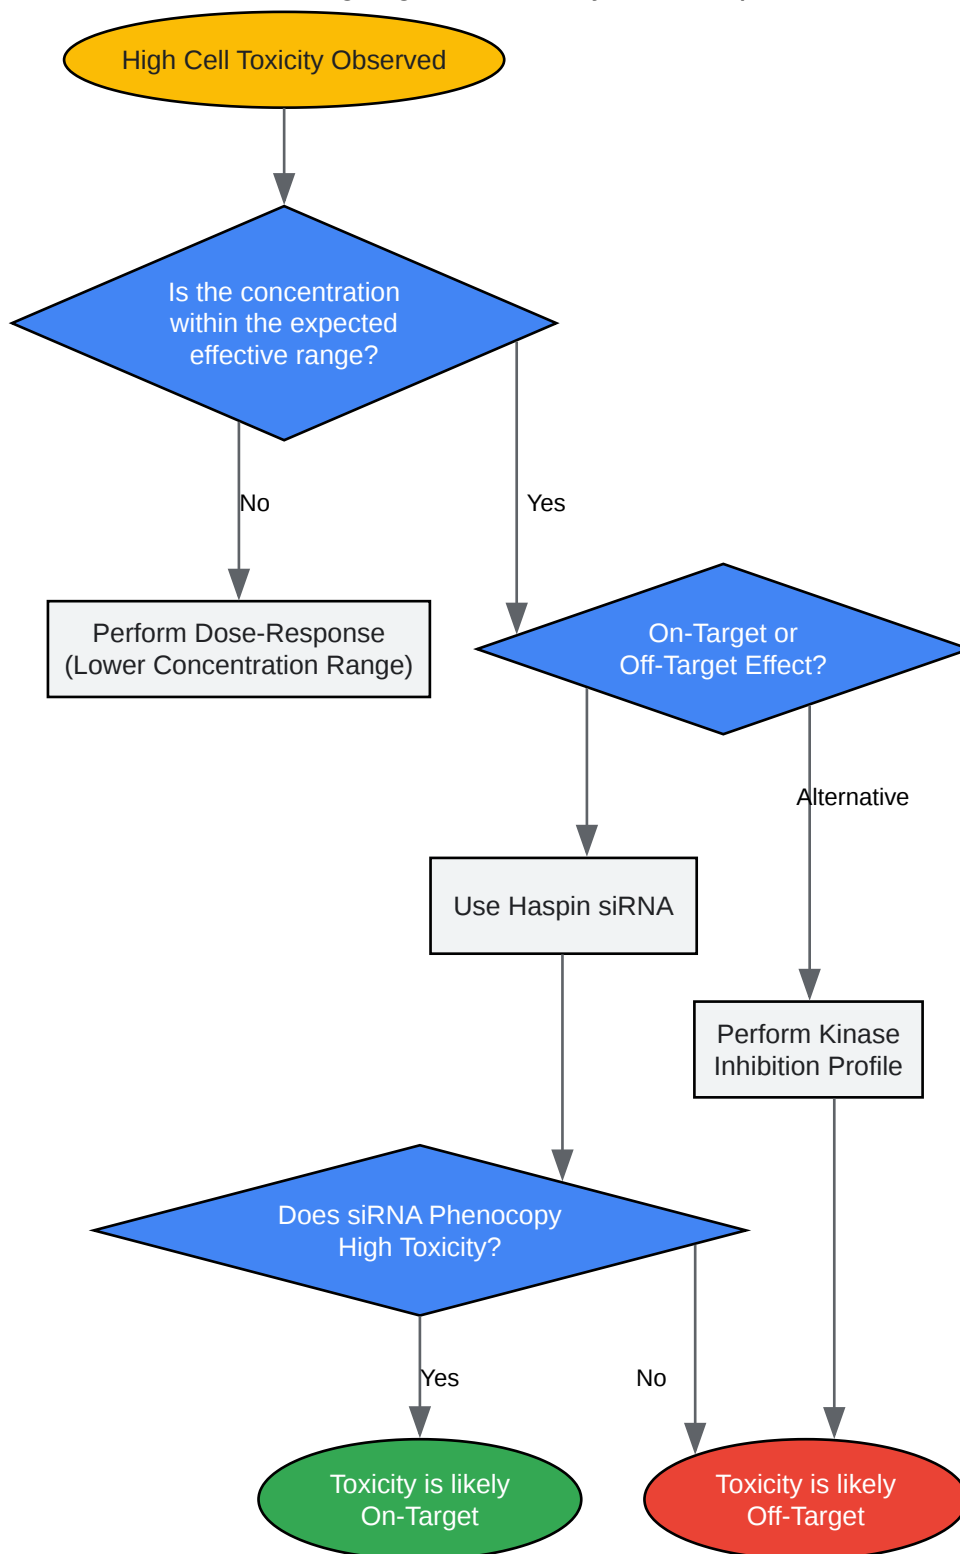 High Cell Toxicity Observed
Is the concentration
within the expected
effective range?
No
Yes
Perform Dose-Response
(Lower Concentration Range)
On-Target or
Off-Target Effect?
Alternative
Use Haspin siRNA
Perform Kinase
Inhibition Profile
Does siRNA Phenocopy
High Toxicity?
Yes
No
Toxicity is likely
On-Target
Toxicity is likely
Off-Target